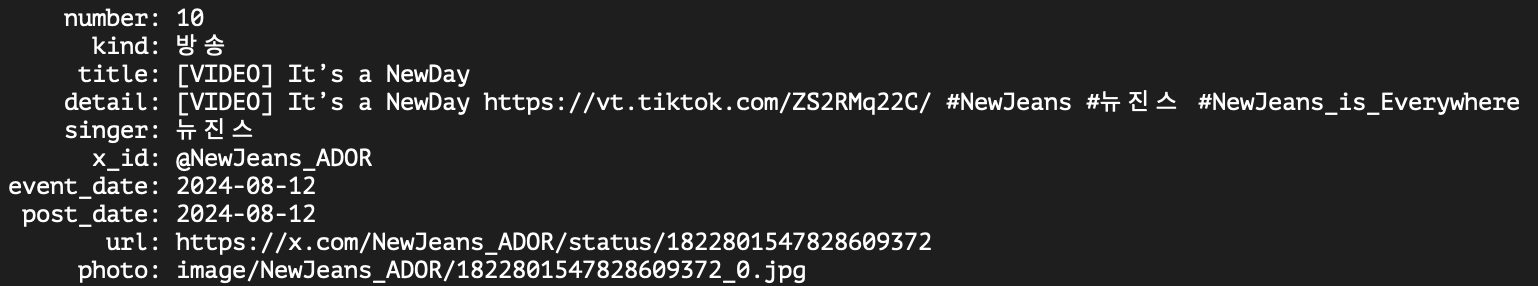 number: 10
kind: 방송
title: [VIDEO] It’s a NewDay
detail: [VIDEO] It’s a NewDay https://vt.tiktok.com/ZS2RMq22C/ #NewJeans #뉴진스 #NewJeans_is_Everywhere
singer: 뉴진스
x_id: @NewJeans_ADOR
event_date: 2024-08-12
post_date: 2024-08-12
url: https://x.com/NewJeans_ADOR/status/1822801547828609372
photo: image/NewJeans_ADOR/1822801547828609372_0.jpg